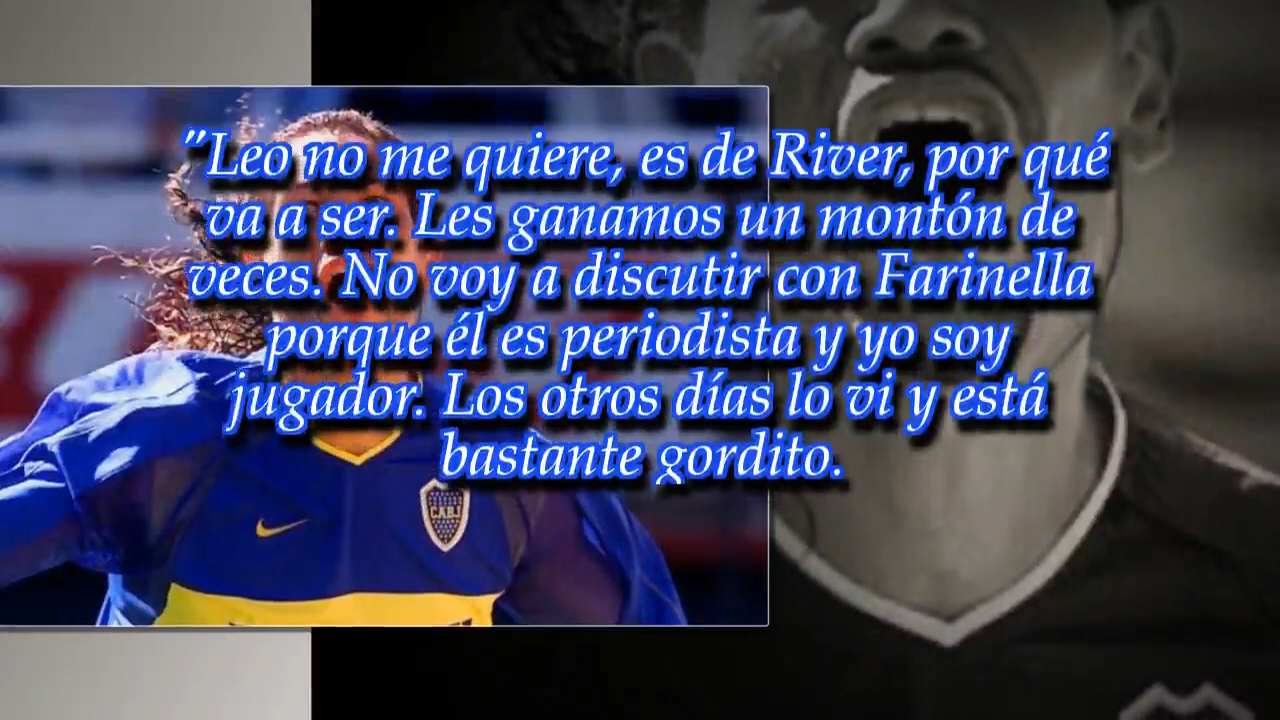 "Leo no me quiere, es de River, por qué
va a ser. Les ganamos un montón de
veces. No voy a discutir con Farinella
porque él es periodista y yo soy
jugador. Los otros días lo vi y está
bastante gordito.
CABJ